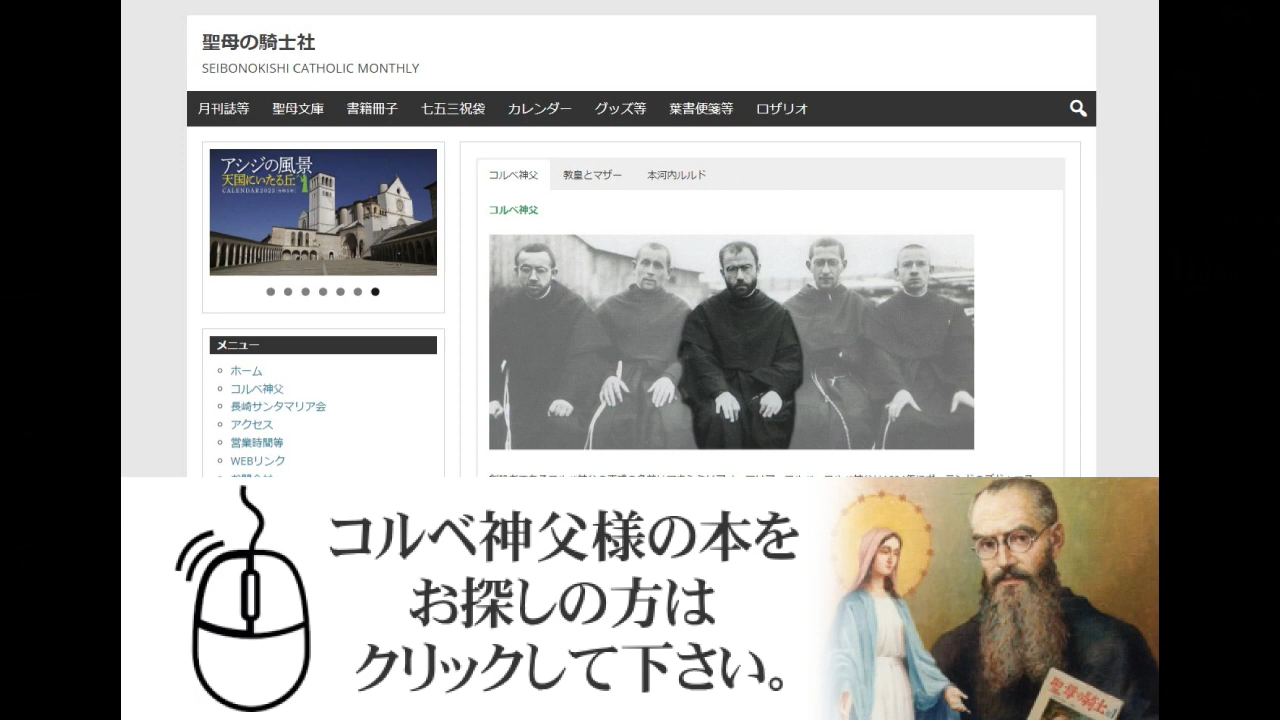 聖母の騎士社
SEIBONOKISHI CATHOLIC MONTHLY
月刊誌等 聖母文庫 書籍冊子 七五三祝袋 カレンダー グッズ等 葉書便箋等 ロザリオ
アシジの風景
天国にいたる丘
CALENDAR2022
メニュー
ホーム
コルベ神父
長崎サンタマリア会
アクセス
営業時間等
WEBリンク
コルベ神父 教皇とマザー 本河内ルルド
コルベ神父
コルベ神父様の本を
お探しの方は
クリックして下さい。
聖母の騎士